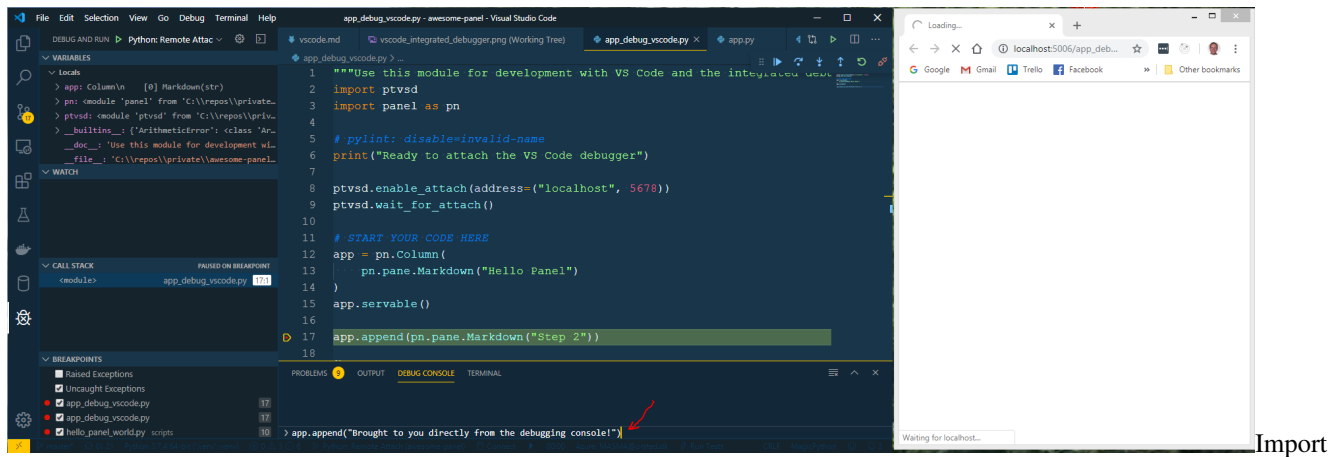 File Edit Selection View Go Debug Terminal Help
app_debug_vscode.py - awesome-panel - Visual Studio Code
DEBUG AND RUN Python: Remote Attac
VARIABLES
Locals
> app: Column\n [0] Markdown(str)
> pn: <module 'panel' from 'C:\\repos\\private…
> ptvsd: <module 'ptvsd' from 'C:\\repos\\priv…
> __builtins__: {'ArithmeticError': <class 'Ar…
__doc__: 'Use this module for development wi…
__file__: 'C:\\repos\\private\\awesome-panel…
WATCH
CALL STACK PAUSED ON BREAKPOINT
<module> app_debug_vscode.py 17:1
BREAKPOINTS
Raised Exceptions
Uncaught Exceptions
app_debug_vscode.py 17
app_debug_vscode.py 17
hello_panel_world.py scripts 10
vscode.md vscode_integrated_debugger.png (Working Tree) app_debug_vscode.py × app.py
app_debug_vscode.py > ...
1 """Use this module for development with VS Code and the integrated debu
2 import ptvsd
3 import panel as pn
4
5 # pylint: disable=invalid-name
6 print("Ready to attach the VS Code debugger")
7
8 ptvsd.enable_attach(address=("localhost", 5678))
9 ptvsd.wait_for_attach()
10
11 # START YOUR CODE HERE
12 app = pn.Column(
13 pn.pane.Markdown("Hello Panel")
14 )
15 app.servable()
16
17 app.append(pn.pane.Markdown("Step 2"))
18
PROBLEMS 9 OUTPUT DEBUG CONSOLE TERMINAL
> app.append("Brought to you directly from the debugging console!")
Loading...
localhost:5006/app_deb...
Google Gmail Trello Facebook » Other bookmarks
Waiting for localhost...
Import